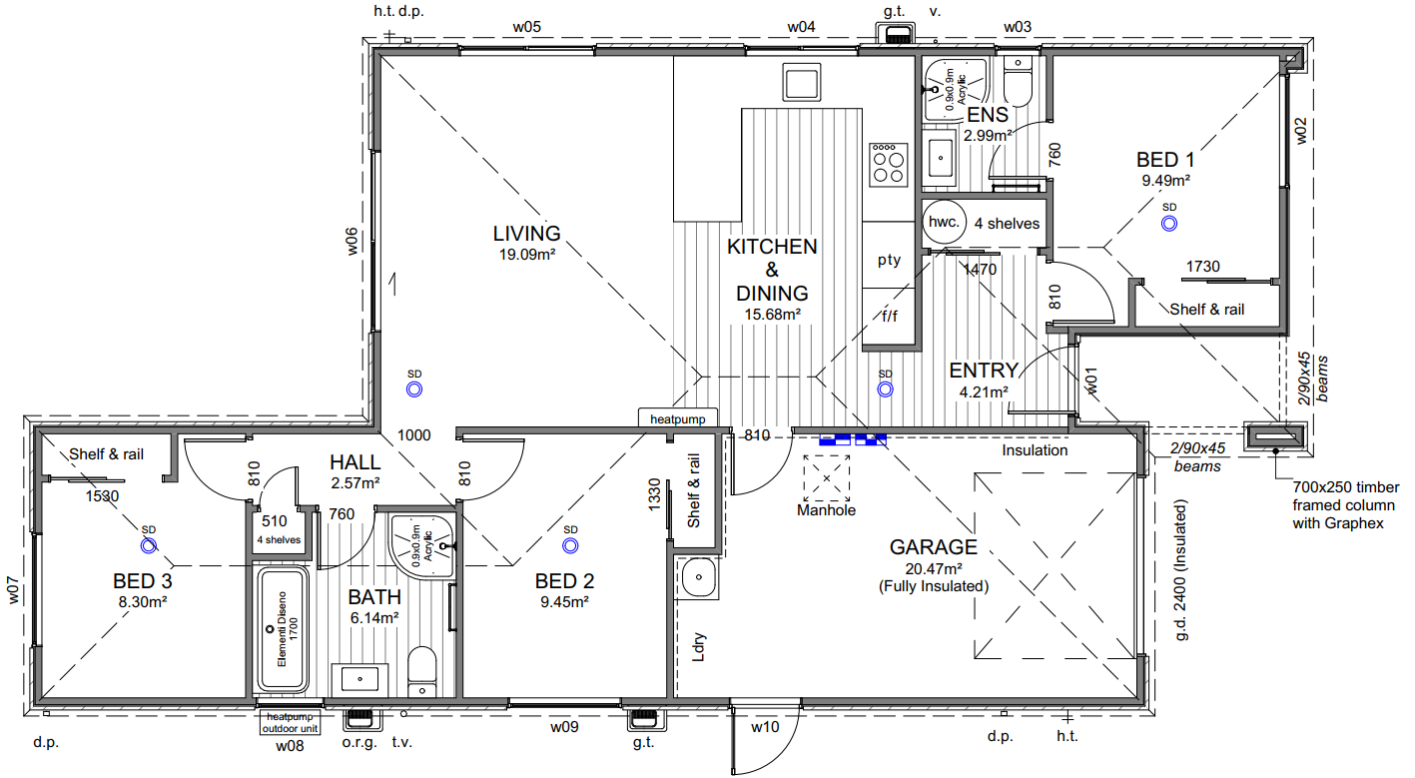 h.t. d.p.
g.t.
v.
w05
w04
w03
0.9x0.9m
Acrylic
ENS
2.99m²
760
BED 1
9.49m²
w02
SD
hwc.
4 shelves
LIVING
19.09m²
KITCHEN
&
DINING
15.68m²
w06
pty
1470
1730
810
Shelf & rail
f/f
ENTRY
4.21m²
w01
SD
SD
2/90x45
beams
heatpump
1000
810
2/90x45
beams
Insulation
Shelf & rail
HALL
2.57m²
810
810
1530
Shelf & rail
1330
Manhole
700x250 timber
framed column
with Graphex
510
4 shelves
760
SD
0.9x0.9m
Acrylic
SD
GARAGE
20.47m²
(Fully Insulated)
g.d. 2400 (Insulated)
w07
BED 3
8.30m²
Elementi Diseno
1700
BATH
6.14m²
BED 2
9.45m²
Ldry
heatpump
outdoor unit
d.p.
w08
o.r.g.
t.v.
w09
g.t.
w10
d.p.
h.t.